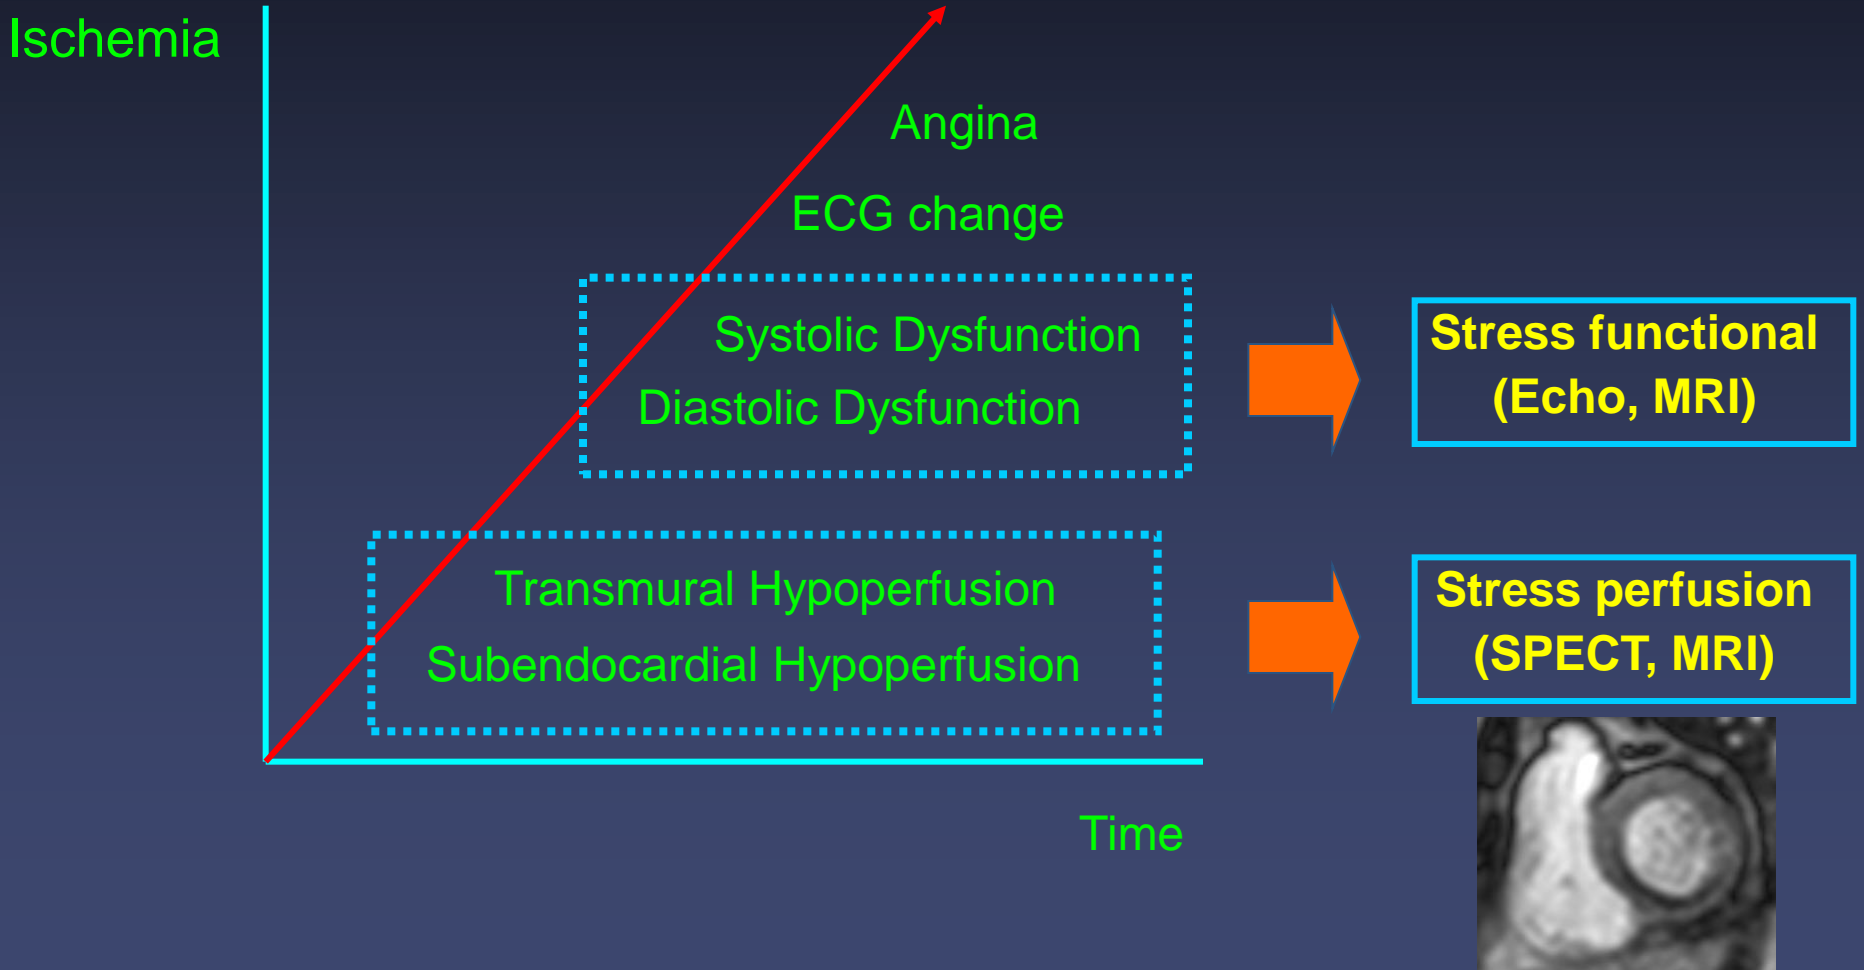 Ischemia
Angina
ECG change
Systolic Dysfunction
Diastolic Dysfunction
Stress functional
(Echo, MRI)
Transmural Hypoperfusion
Subendocardial Hypoperfusion
Stress perfusion
(SPECT, MRI)
Time